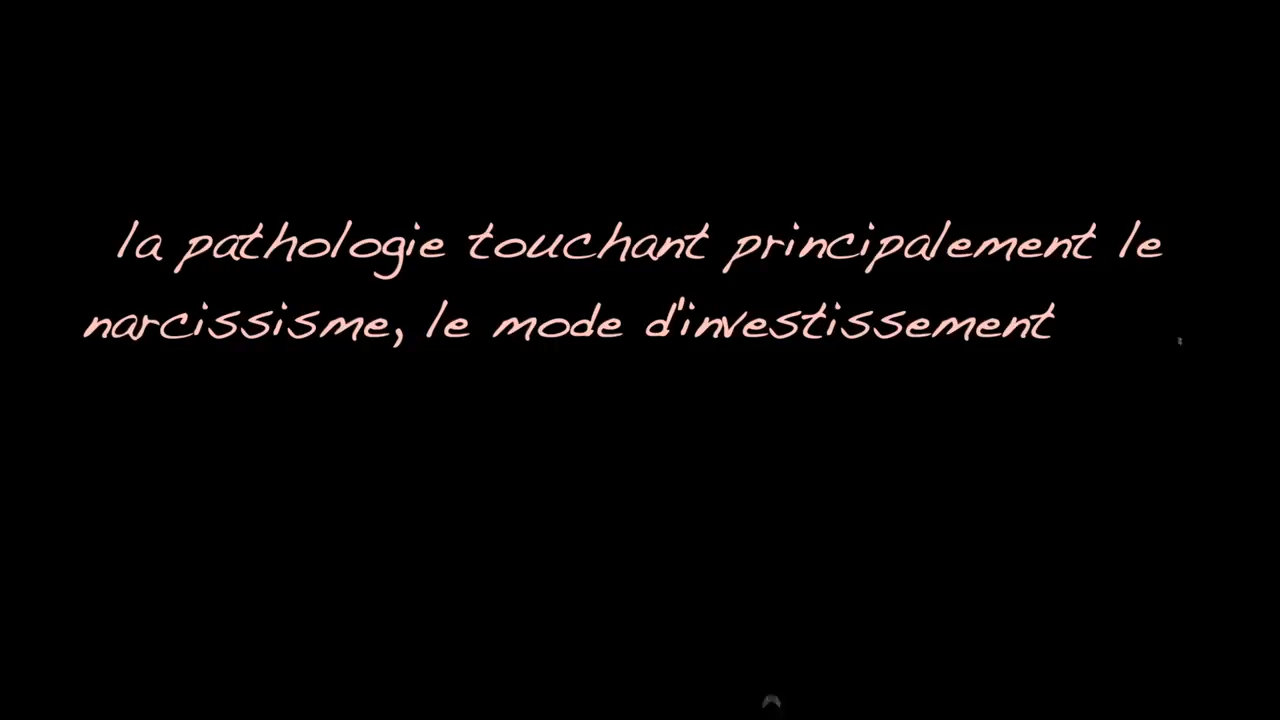 la pathologie touchant principalement le
narcissisme, le mode d'investissement